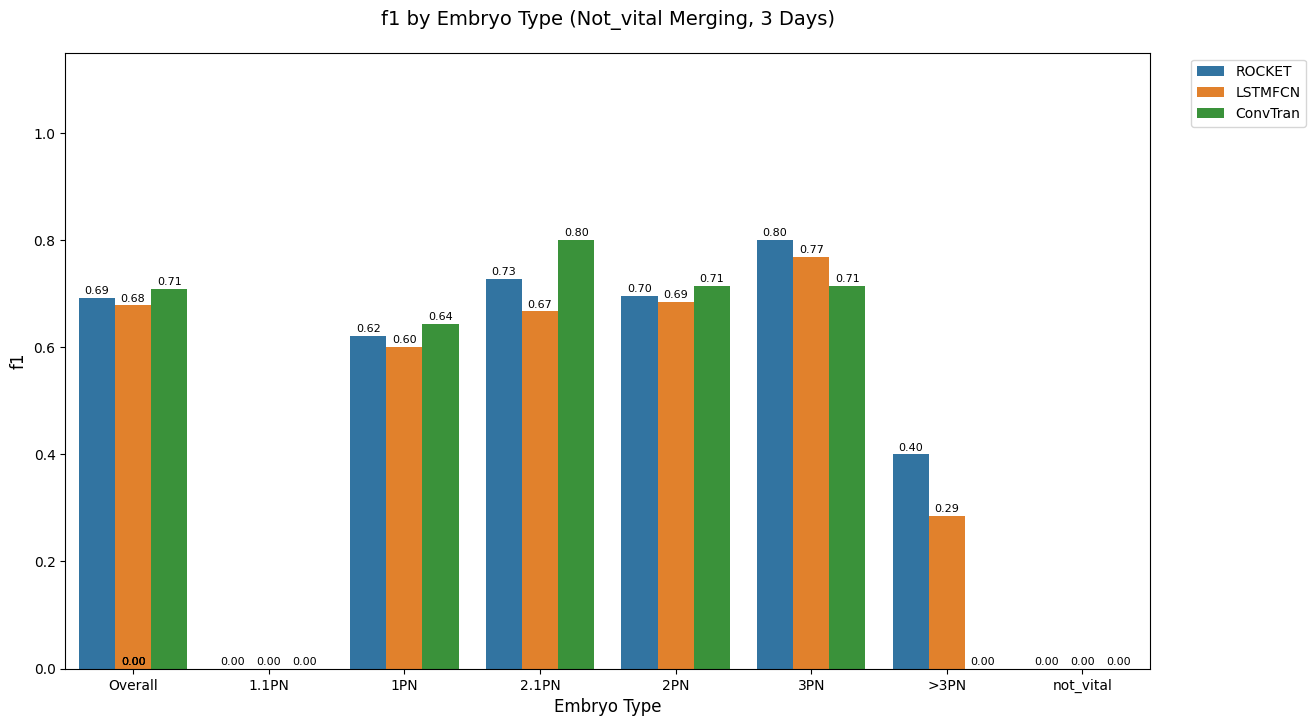 f1 by Embryo Type (Not_vital Merging, 3 Days)
ROCKET
LSTMFCN
ConvTran
f1
1.0
0.8
0.6
0.4
0.2
0.0
0.69 0.68 0.71
0.00
0.00 0.00 0.00
0.62 0.60 0.64
0.73 0.67 0.80
0.70 0.69 0.71
0.80 0.77 0.71
0.40 0.29 0.00
0.00 0.00 0.00
Overall 1.1PN 1PN 2.1PN 2PN 3PN >3PN not_vital
Embryo Type